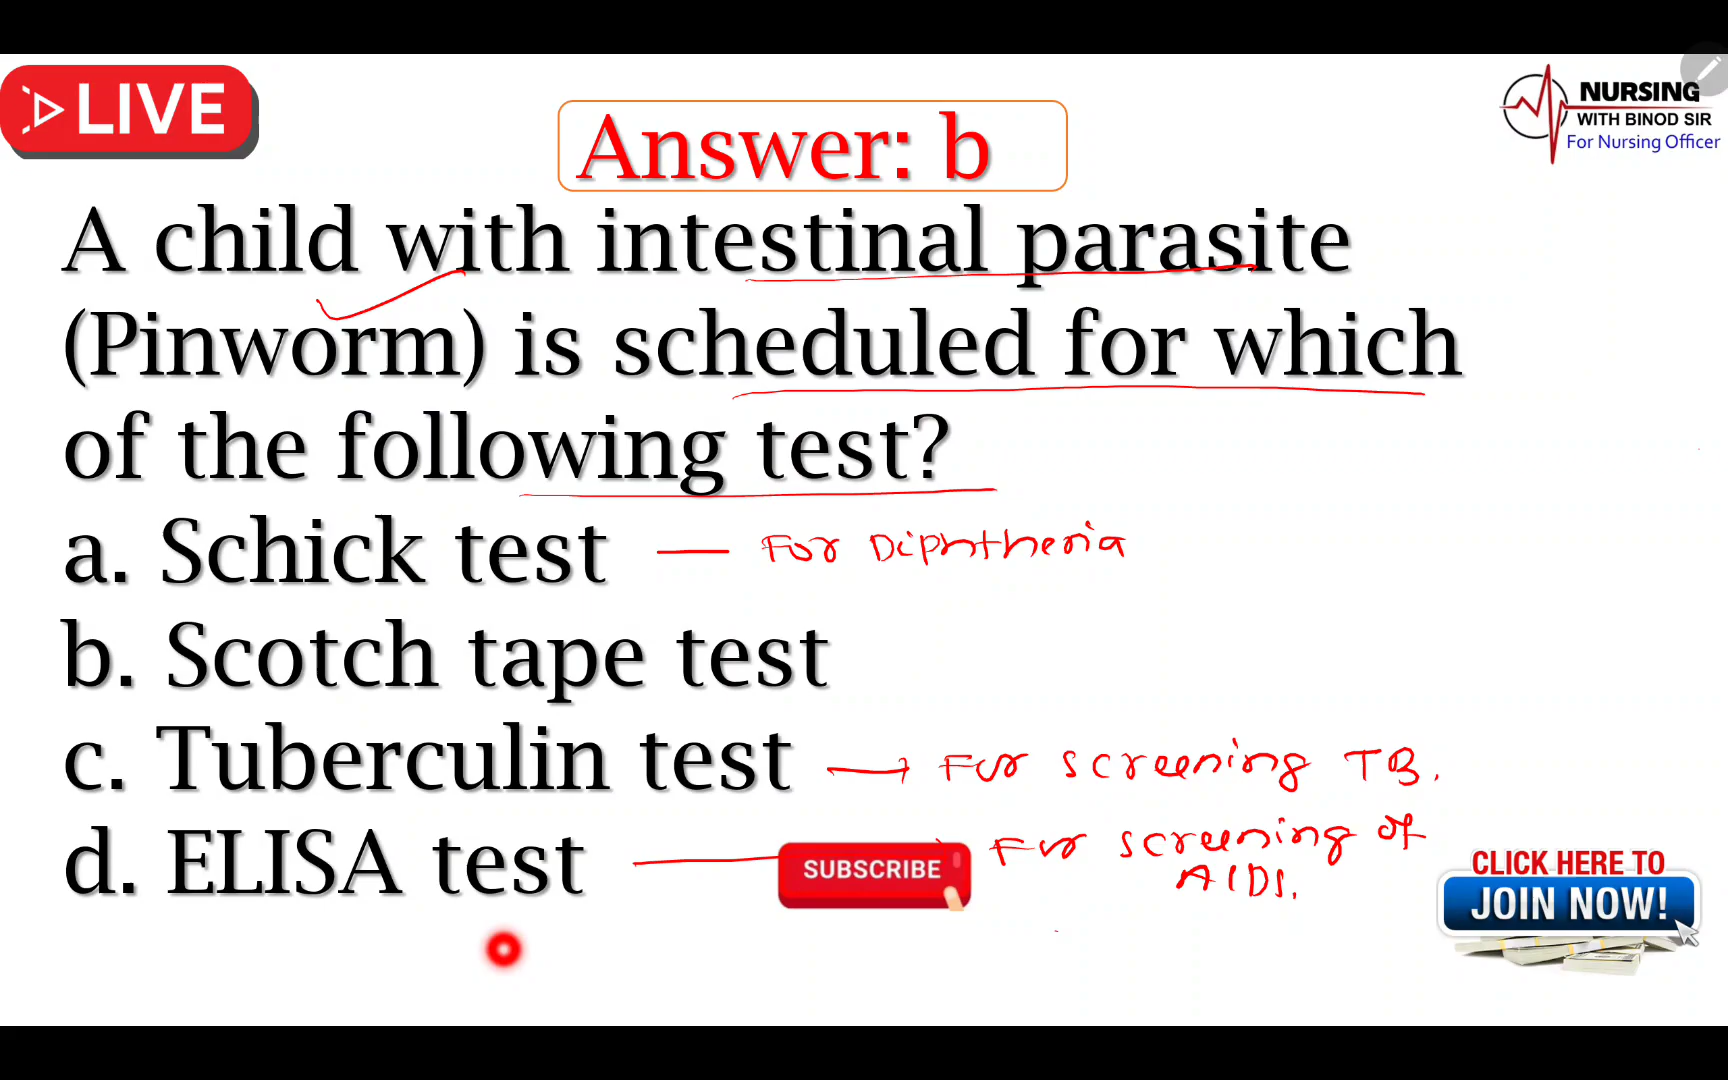 LIVE
NURSING
WITH BINOD SIR
For Nursing Officer
Answer: b
A child with intestinal parasite
(Pinworm) is scheduled for which
of the following test?
a. Schick test — For Diphtheria
b. Scotch tape test
c. Tuberculin test → For screening TB.
d. ELISA test For screening of
AIDS.
SUBSCRIBE
CLICK HERE TO
JOIN NOW!